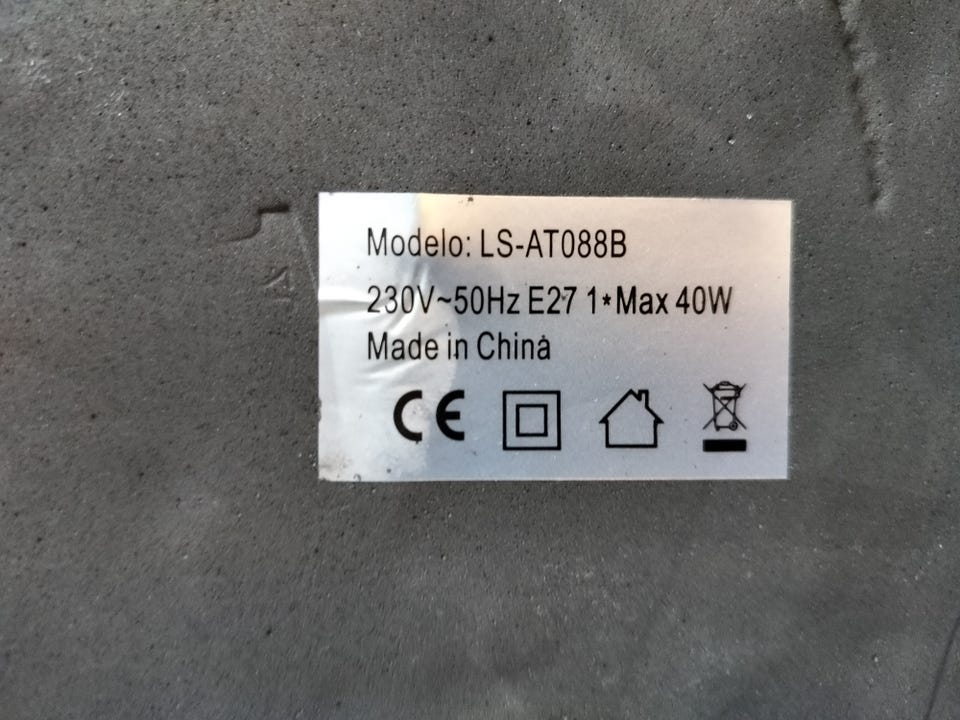 Modelo: LS-AT088B
230V~50Hz E27 1*Max 40W
Made in China
CE